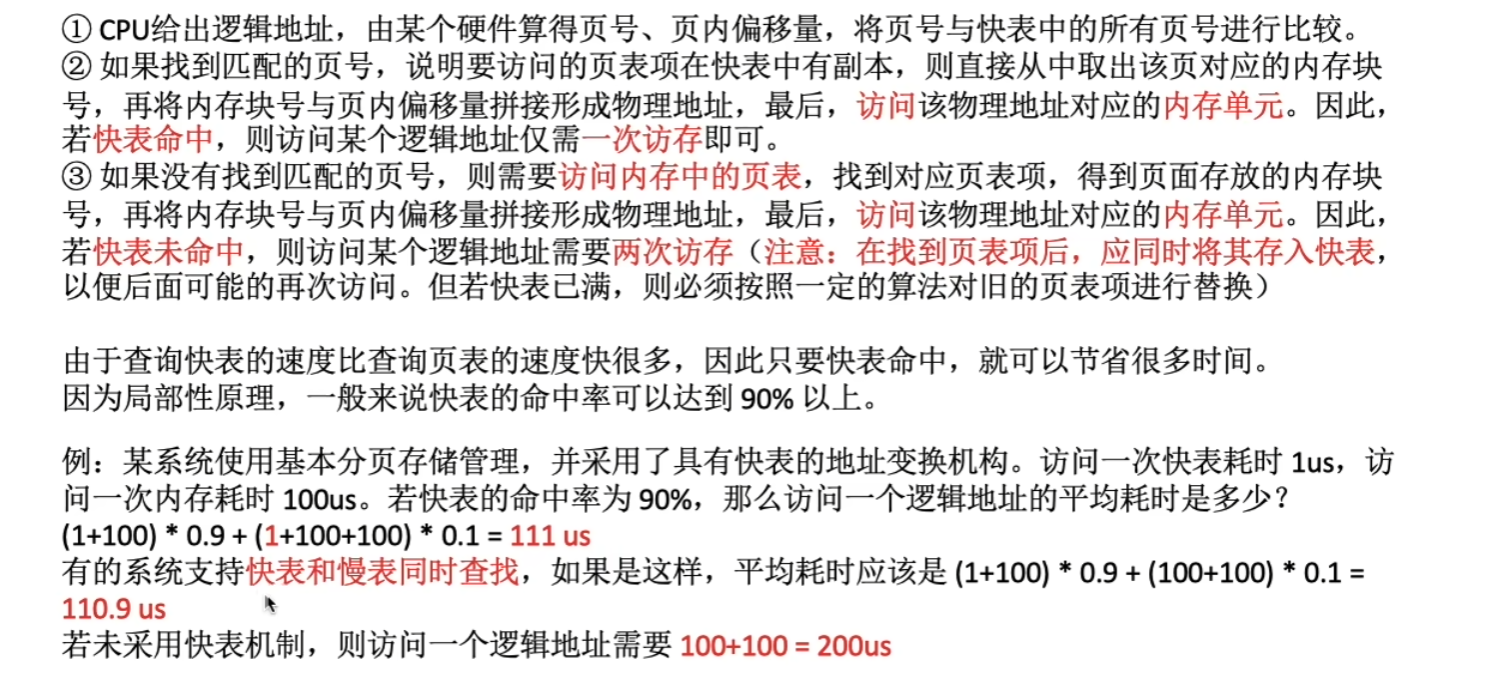 ① CPU给出逻辑地址，由某个硬件算得页号、页内偏移量，将页号与快表中的所有页号进行比较。
② 如果找到匹配的页号，说明要访问的页表项在快表中有副本，则直接从中取出该页对应的内存块
号，再将内存块号与页内偏移量拼接形成物理地址，最后，访问该物理地址对应的内存单元。因此，
若快表命中，则访问某个逻辑地址仅需一次访存即可。
③ 如果没有找到匹配的页号，则需要访问内存中的页表，找到对应页表项，得到页面存放的内存块
号，再将内存块号与页内偏移量拼接形成物理地址，最后，访问该物理地址对应的内存单元。因此，
若快表未命中，则访问某个逻辑地址需要两次访存（注意：在找到页表项后，应同时将其存入快表，
以便后面可能的再次访问。但若快表已满，则必须按照一定的算法对旧的页表项进行替换）
由于查询快表的速度比查询页表的速度快很多，因此只要快表命中，就可以节省很多时间。
因为局部性原理，一般来说快表的命中率可以达到 90% 以上。
例：某系统使用基本分页存储管理，并采用了具有快表的地址变换机构。访问一次快表耗时 1us，访
问一次内存耗时 100us。若快表的命中率为 90%，那么访问一个逻辑地址的平均耗时是多少？
(1+100) * 0.9 + (1+100+100) * 0.1 = 111 us
有的系统支持快表和慢表同时查找，如果是这样，平均耗时应该是 (1+100) * 0.9 + (100+100) * 0.1 =
110.9 us
若未采用快表机制，则访问一个逻辑地址需要 100+100 = 200us